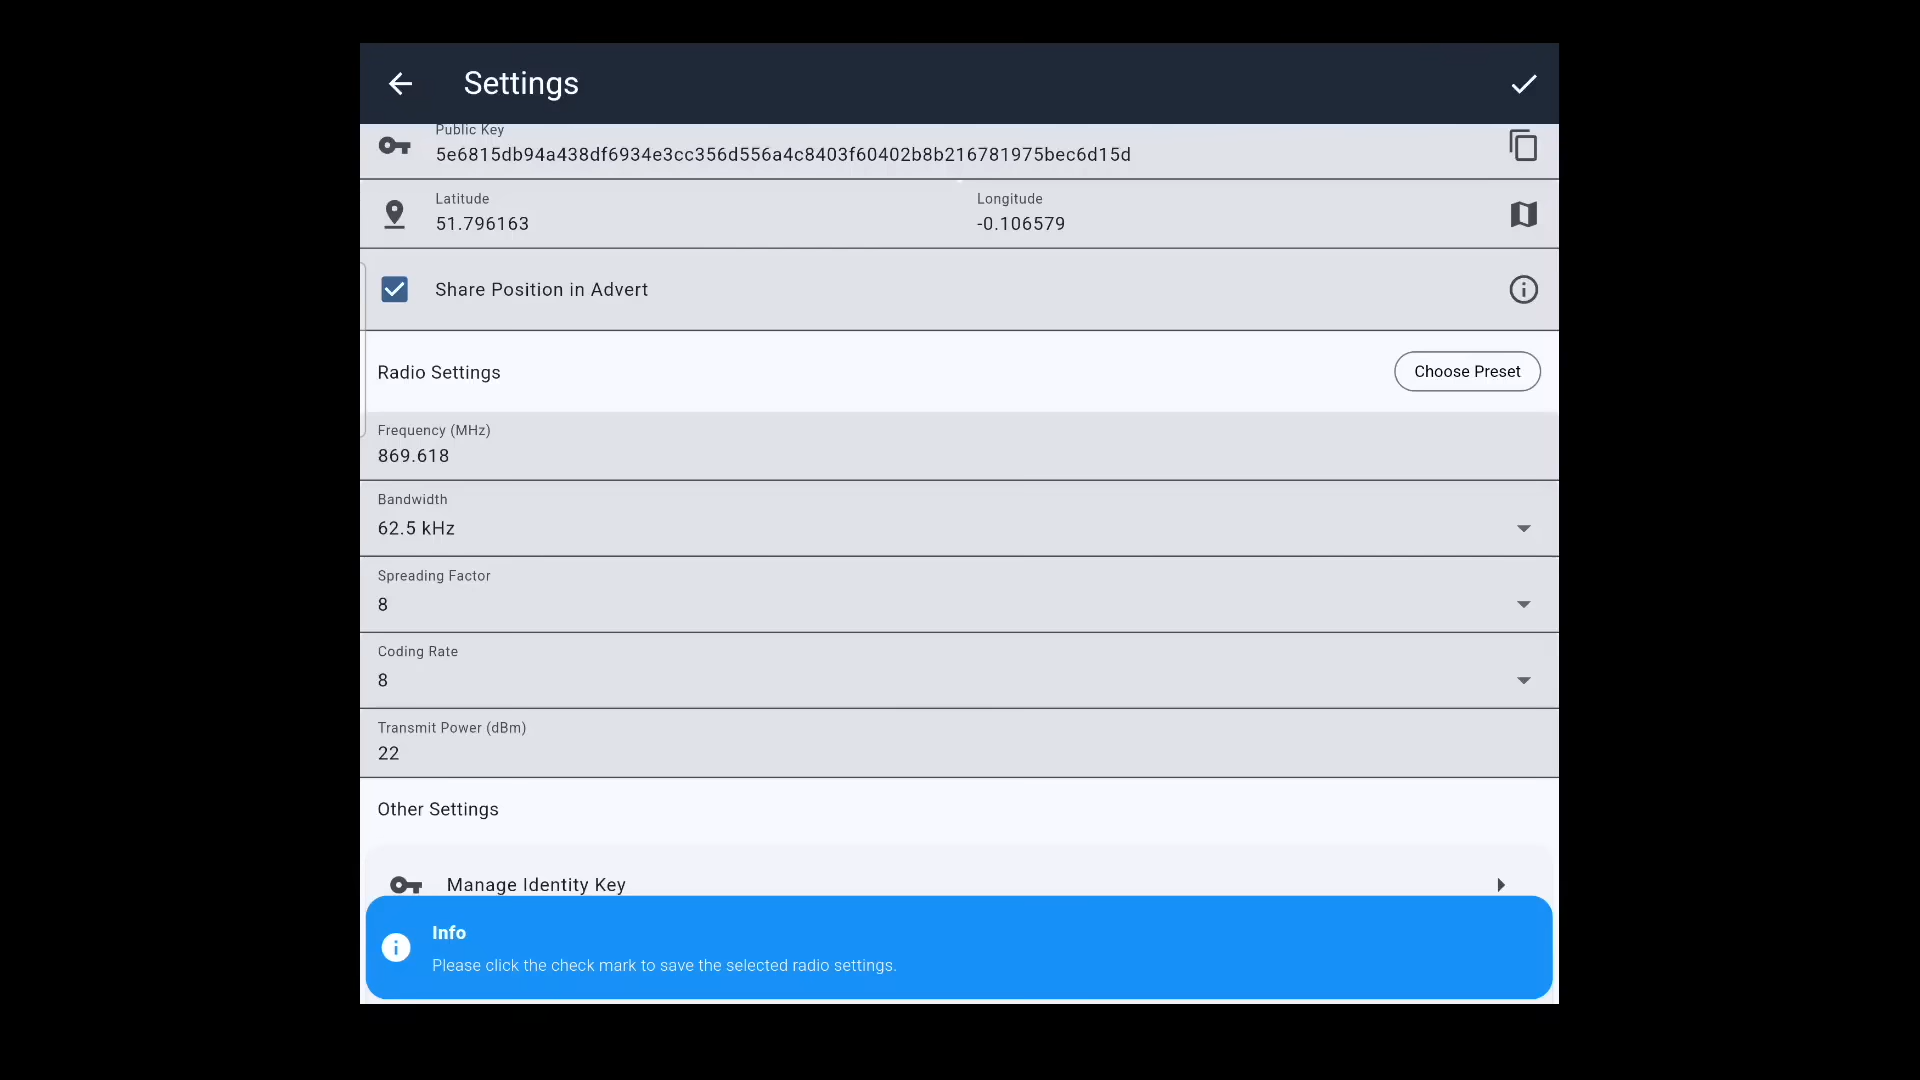 Settings
Public Key
5e6815db94a438df6934e3cc356d556a4c8403f60402b8b216781975bec6d15d
Latitude
51.796163
Longitude
-0.106579
Share Position in Advert
Radio Settings
Choose Preset
Frequency (MHz)
869.618
Bandwidth
62.5 kHz
Spreading Factor
8
Coding Rate
8
Transmit Power (dBm)
22
Other Settings
Manage Identity Key
Info
Please click the check mark to save the selected radio settings.